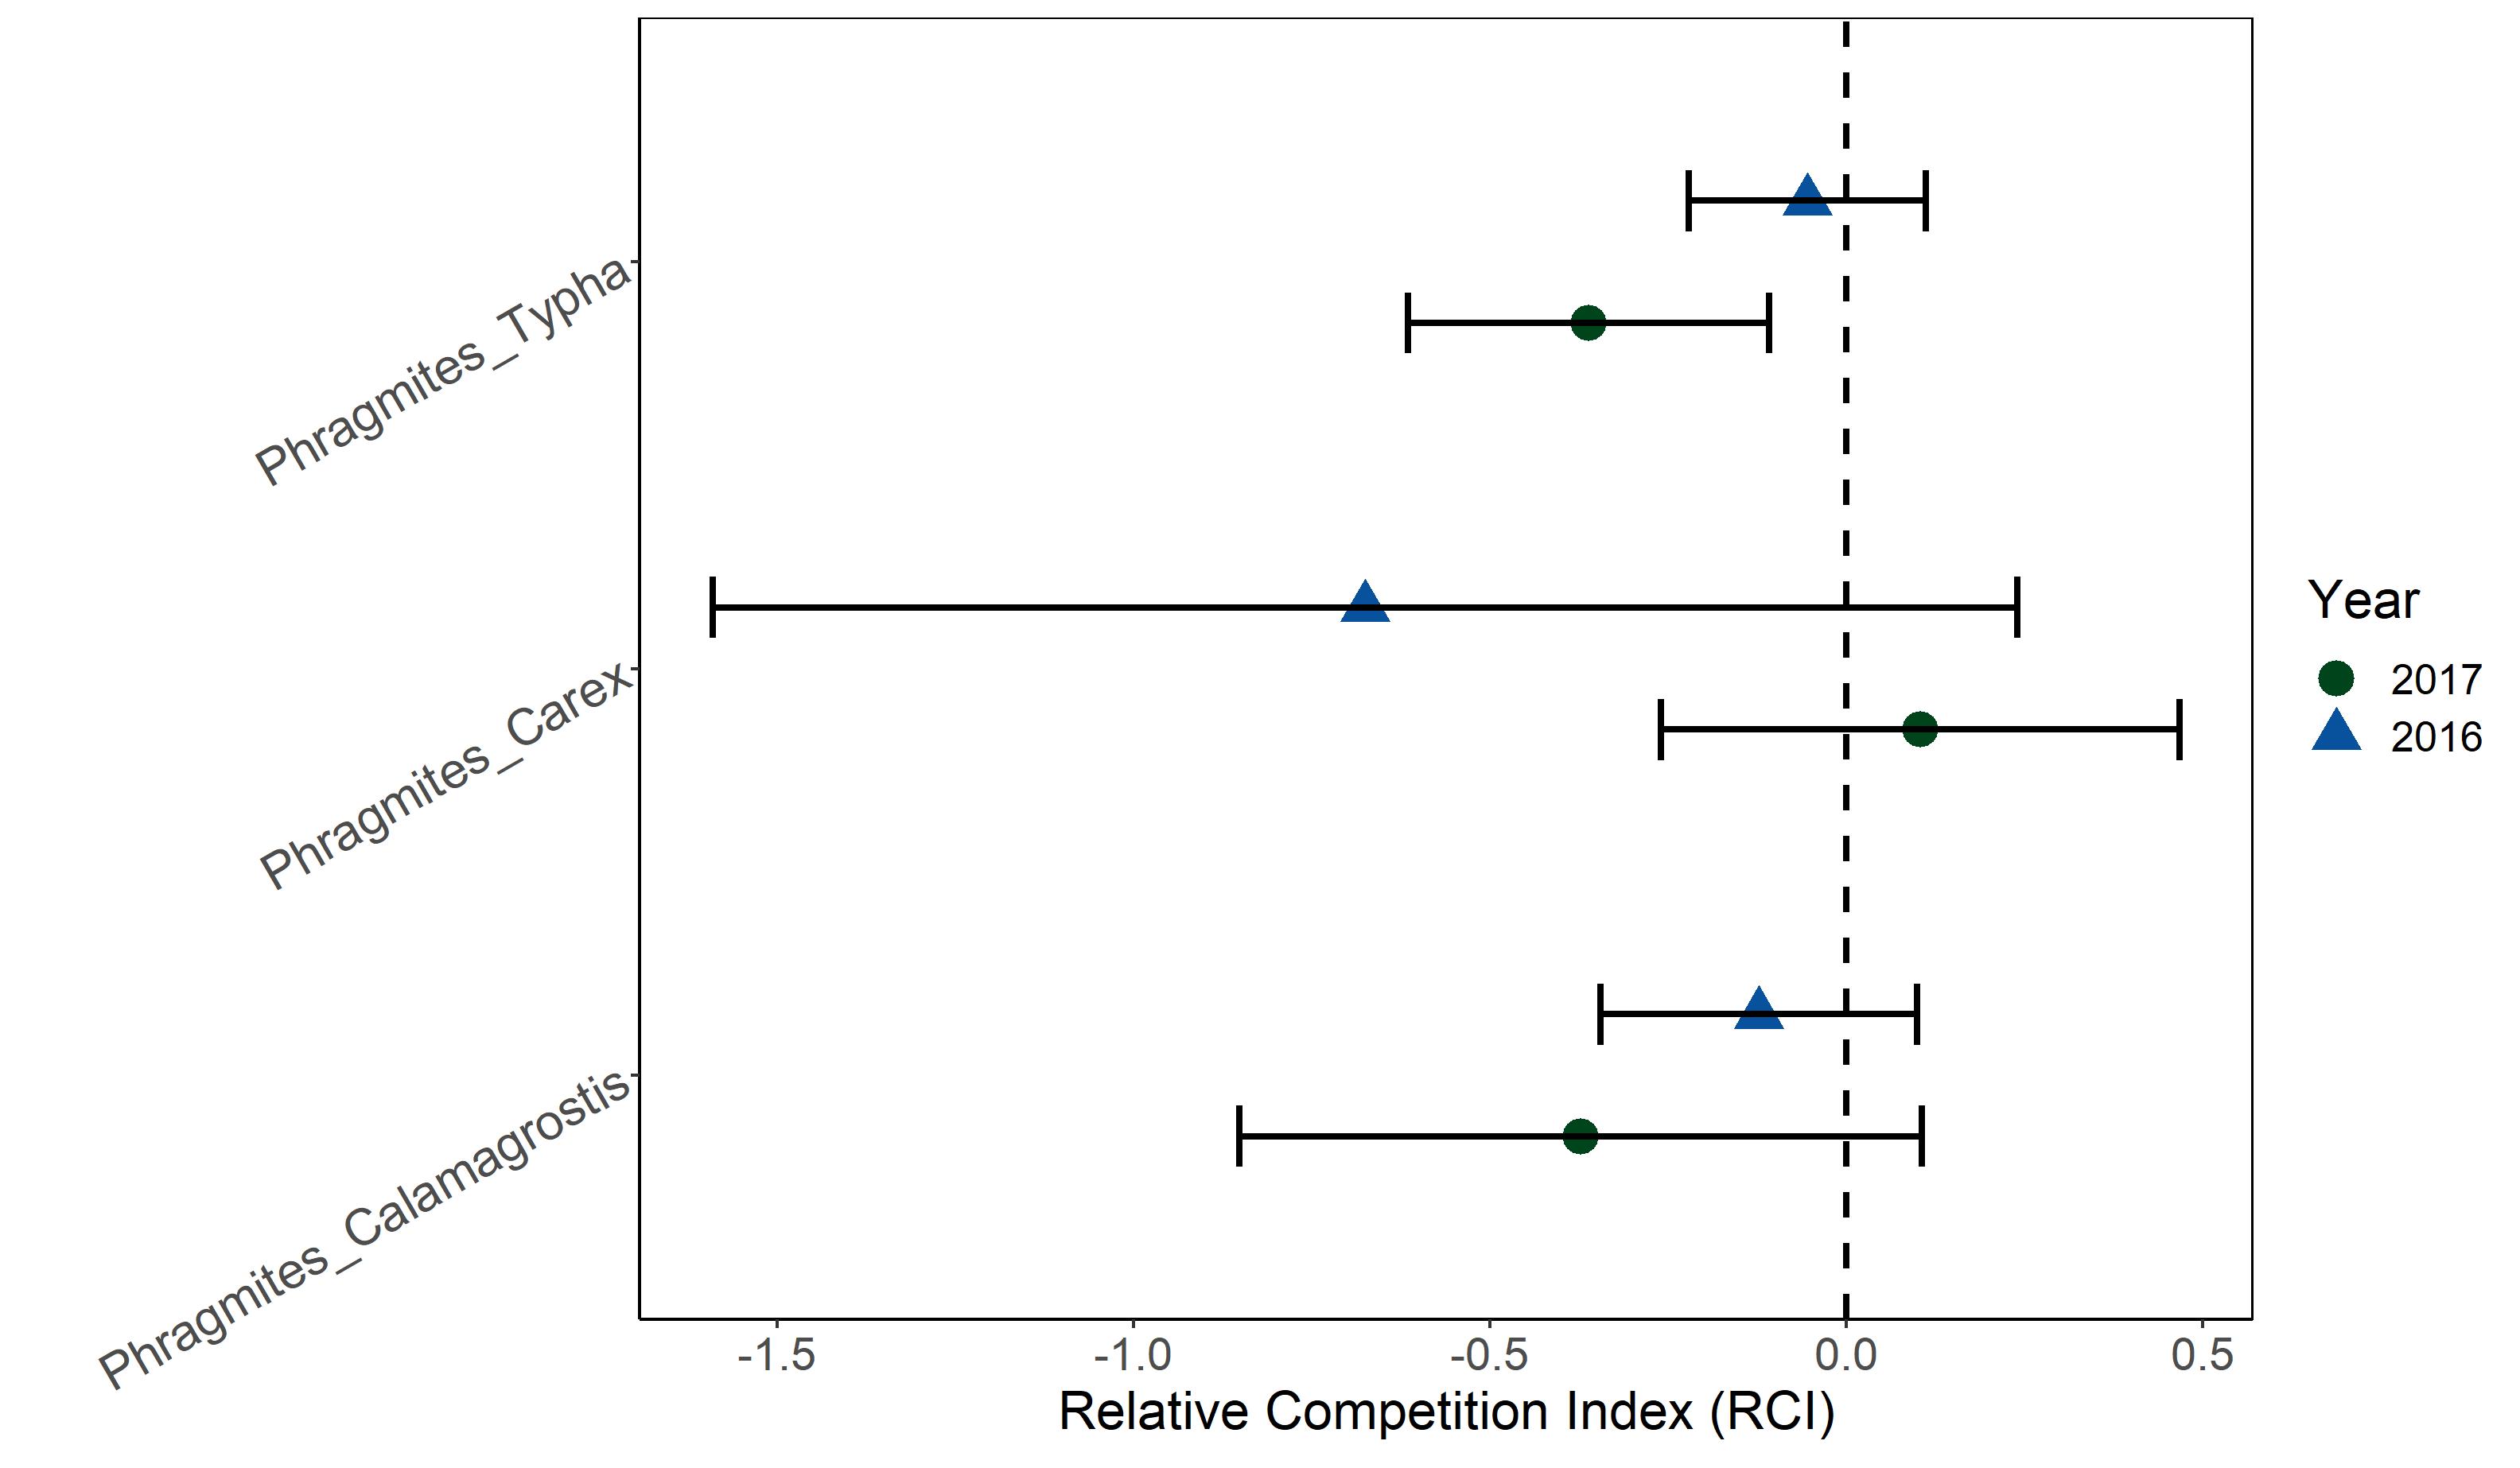 Phragmites_Typha
Phragmites_Carex
Phragmites_Calamagrostis
-1.5
-1.0
-0.5
0.0
0.5
Relative Competition Index (RCI)
Year
2017
2016